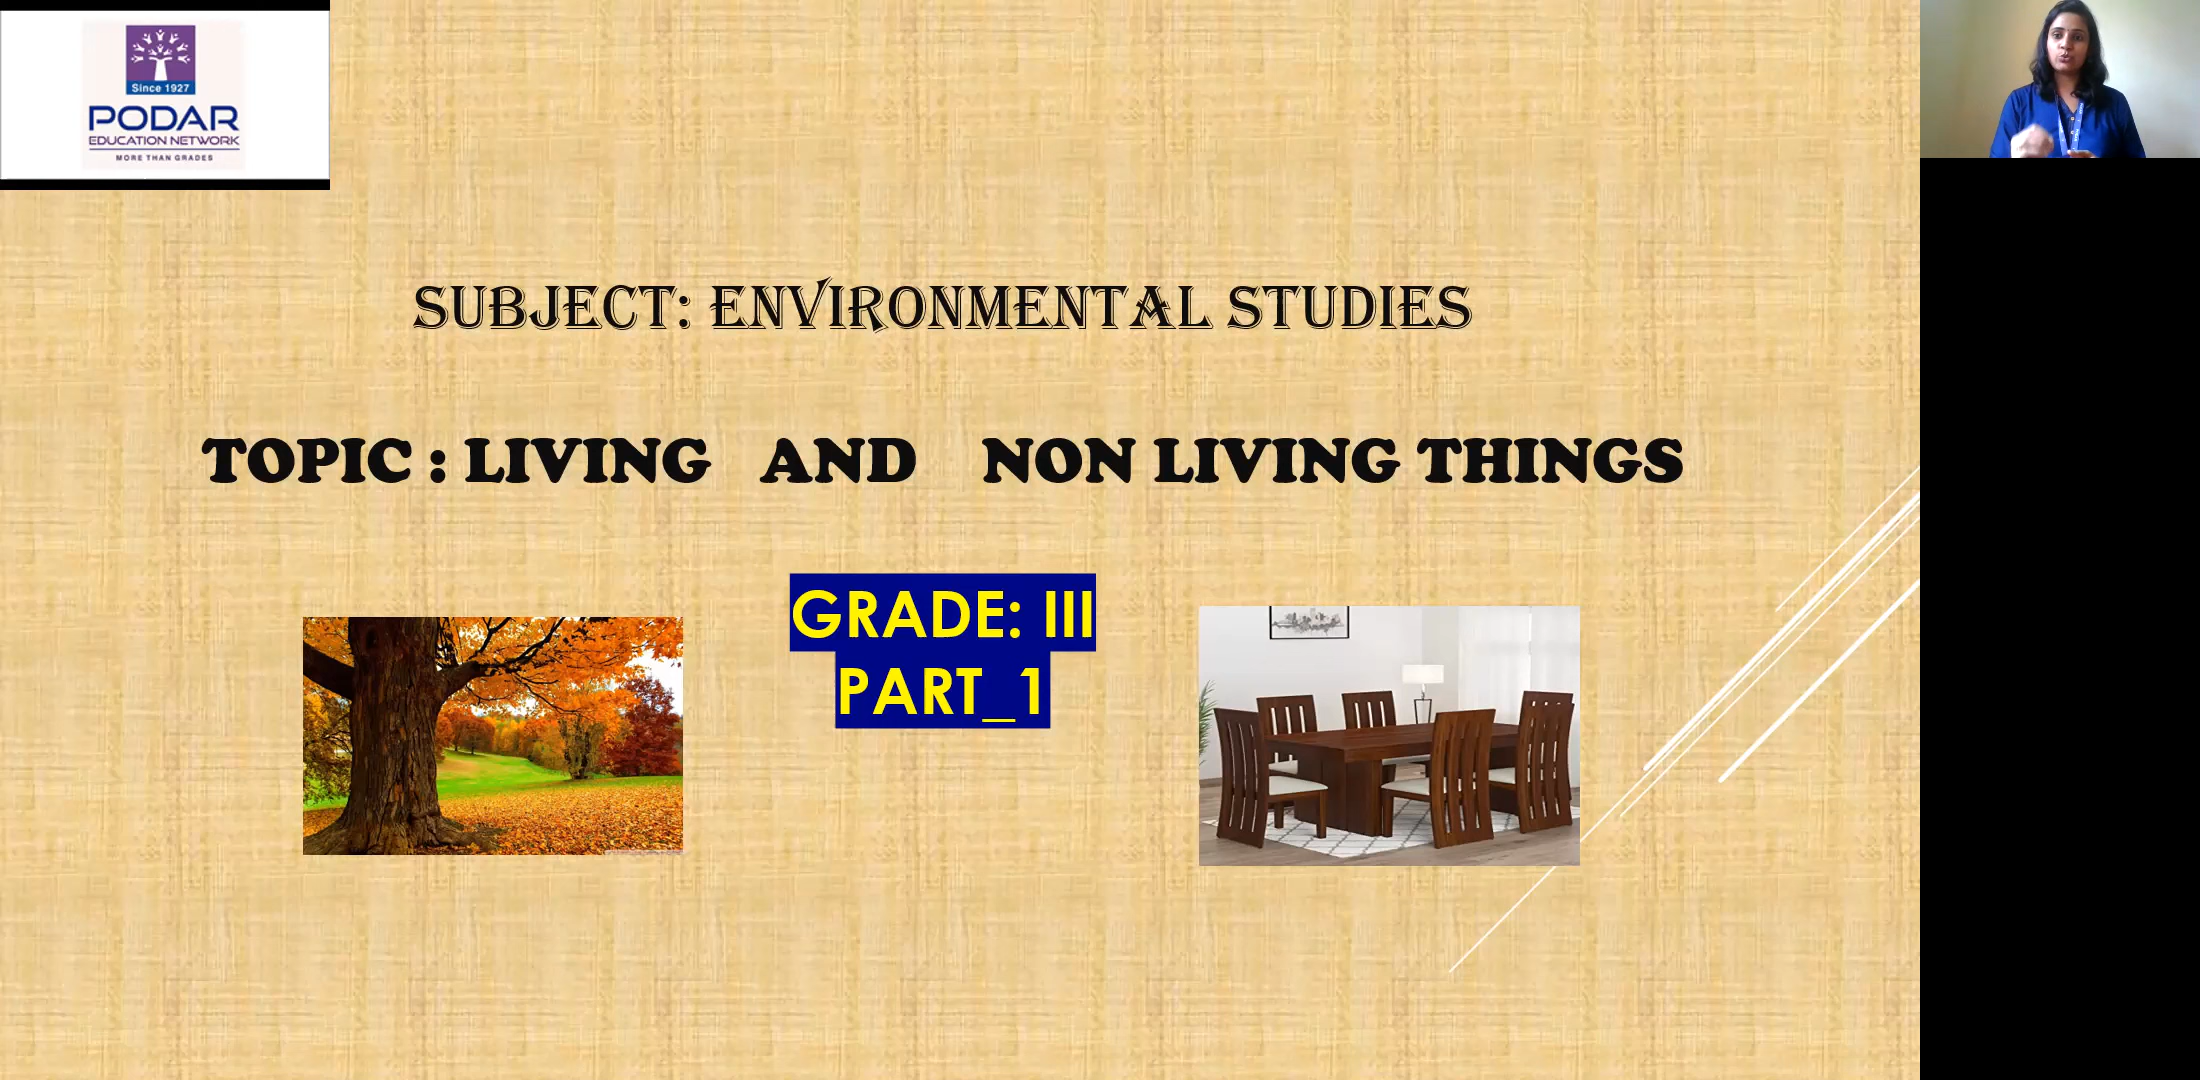 Since 1927
PODAR
EDUCATION NETWORK
MORE THAN GRADES
SUBJECT: ENVIRONMENTAL STUDIES
TOPIC : LIVING AND NON LIVING THINGS
GRADE: III
PART_1